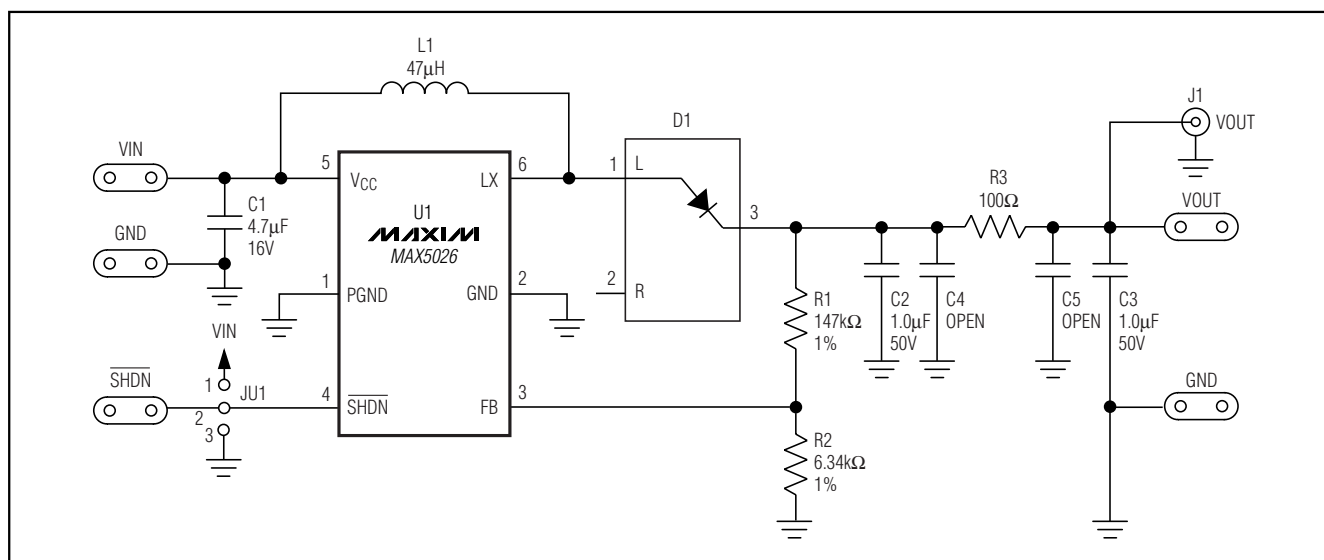 L1
47μH
D1
J1
VOUT
VIN
5
VCC
LX
6
1
L
C1
4.7μF
16V
U1
MAXIM
MAX5026
3
R3
100Ω
VOUT
GND
1
PGND
GND
2
2
R
R1
147kΩ
1%
C2
1.0μF
50V
C4
OPEN
C5
OPEN
C3
1.0μF
50V
VIN
SHDN
1
JU1
2
3
4
SHDN
FB
3
GND
R2
6.34kΩ
1%